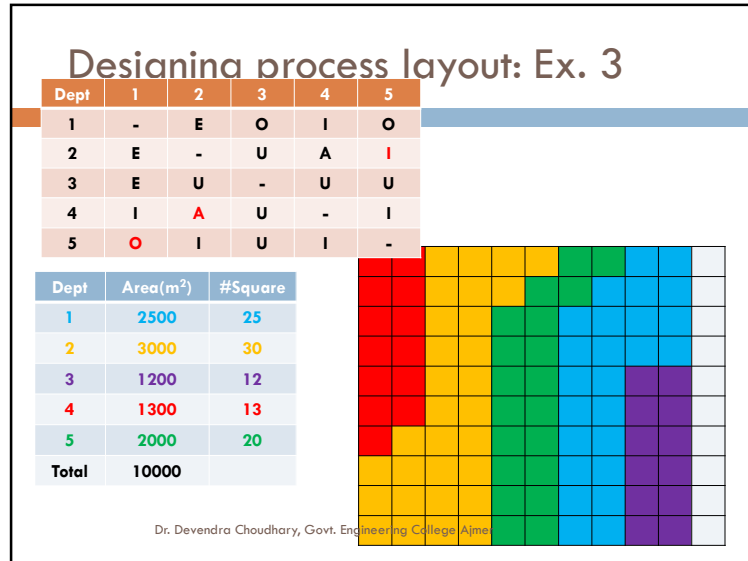 Designing process layout: Ex. 3
Dept 1 2 3 4 5
1 - E O I O
2 E - U A I
3 E U - U U
4 I A U - I
5 O I U I -
Dept Area(m²) #Square
1 2500 25
2 3000 30
3 1200 12
4 1300 13
5 2000 20
Total 10000
Dr. Devendra Choudhary, Govt. Engineering College Ajmer